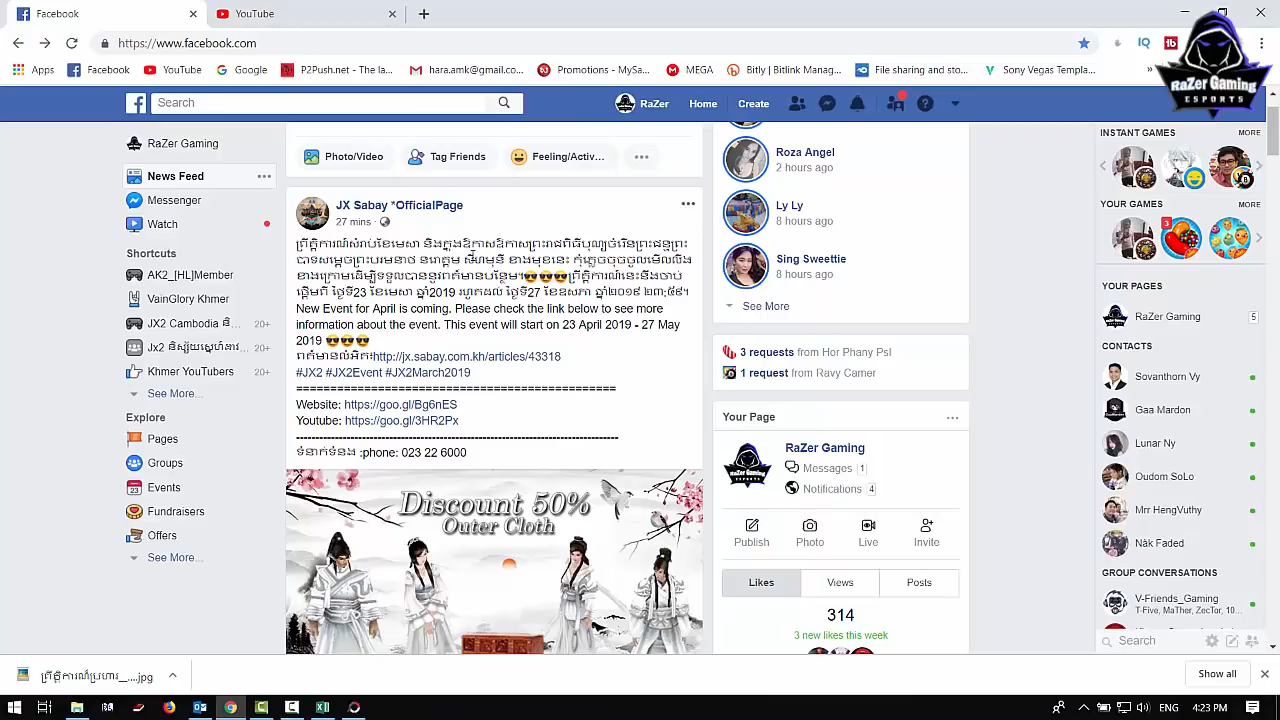 Facebook
YouTube
https://www.facebook.com
Apps
Facebook
YouTube
Google
P2Push.net - The la...
hara.amk@gmail.co...
Promotions - MySa...
MEGA
Bitly | Bitlink Manag...
File sharing and sto...
Sony Vegas Templa...
RaZer Gaming
ESPORTS
Search
RaZer
Home
Create
RaZer Gaming
News Feed
Messenger
Watch
Shortcuts
AK2_[HL]Member
VainGlory Khmer
JX2 Cambodia
20+
20+
Khmer YouTubers
20+
See More...
Explore
Pages
Groups
Events
Fundraisers
Offers
See More...
Photo/Video
Tag Friends
Feeling/Activ...
JX Sabay *OfficialPage
27 mins
New Event for April is coming. Please check the link below to see more
information about the event. This event will start on 23 April 2019 - 27 May
2019 😎😎😎
http://jx.sabay.com.kh/articles/43318
#JX2 #JX2Event #JX2March2019
Website: https://goo.gl/Bg6nES
Youtube: https://goo.gl/3HR2Px
ទំនាក់ទំនង :phone: 023 22 6000
Discount 50%
Outer Cloth
Roza Angel
2 hours ago
Ly Ly
8 hours ago
Sing Sweettie
8 hours ago
See More
3 requests from Hor Phany Psl
1 request from Ravy Camer
Your Page
RaZer Gaming
Messages 1
Notifications 4
Publish
Photo
Live
Invite
Likes
Views
Posts
314
3 new likes this week
INSTANT GAMES
MORE
YOUR GAMES
MORE
3
YOUR PAGES
RaZer Gaming
5
CONTACTS
Sovanthorn Vy
Gaa Mardon
Lunar Ny
Oudom SoLo
Mrr HengVuthy
Nàk Faded
GROUP CONVERSATIONS
V-Friends_Gaming
T-Five, MaTher, ZecTor, 10...
Search
Show all
ENG
4:23 PM